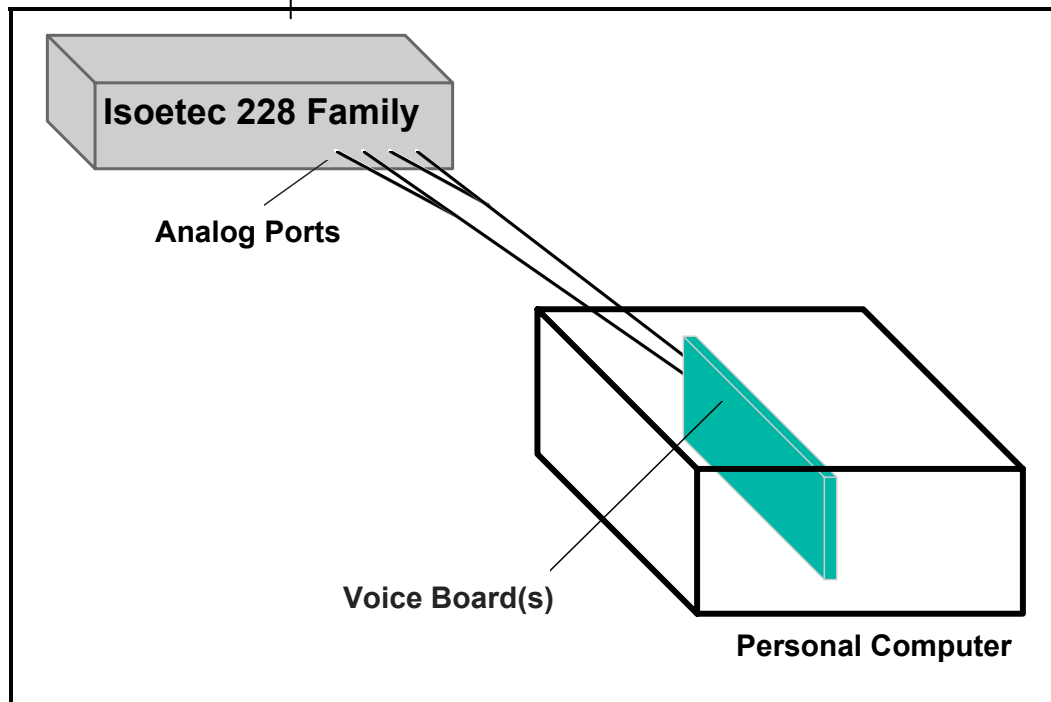 Isoetec 228 Family
Analog Ports
Voice Board(s)
Personal Computer